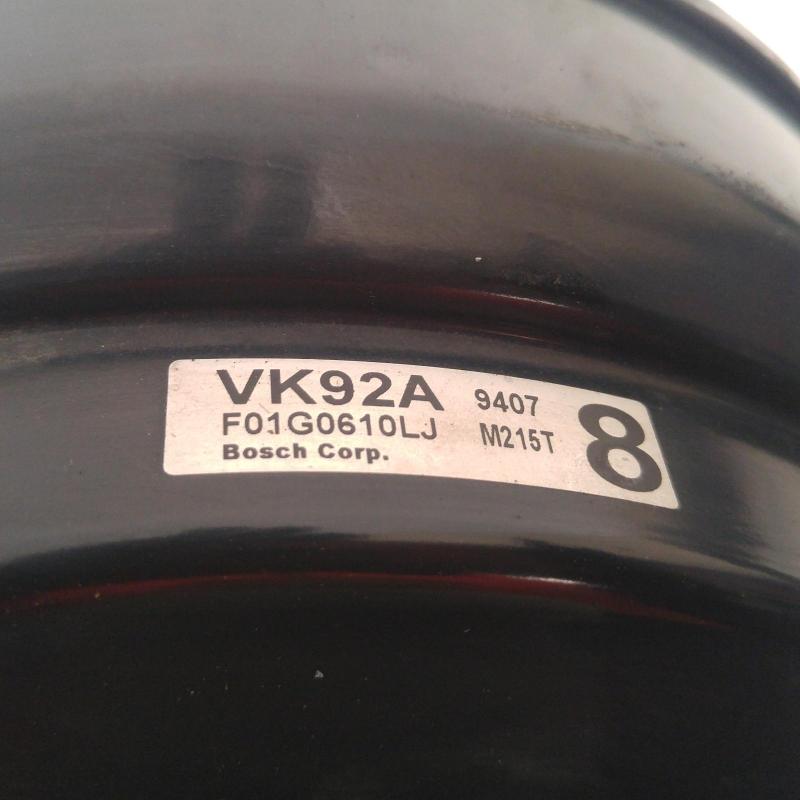 VK92A 9407
F01G0610LJ M215T
Bosch Corp.
8